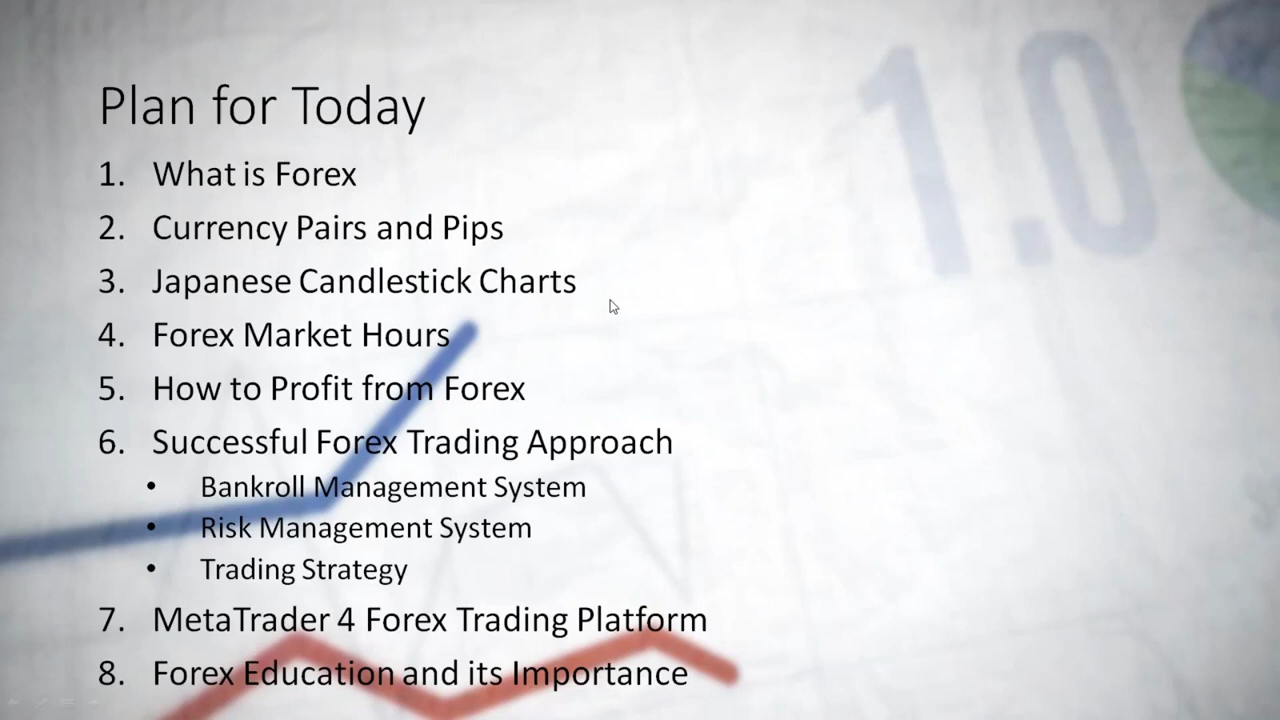 1.0
Plan for Today
1. What is Forex
2. Currency Pairs and Pips
3. Japanese Candlestick Charts
4. Forex Market Hours
5. How to Profit from Forex
6. Successful Forex Trading Approach
• Bankroll Management System
• Risk Management System
• Trading Strategy
7. MetaTrader 4 Forex Trading Platform
8. Forex Education and its Importance